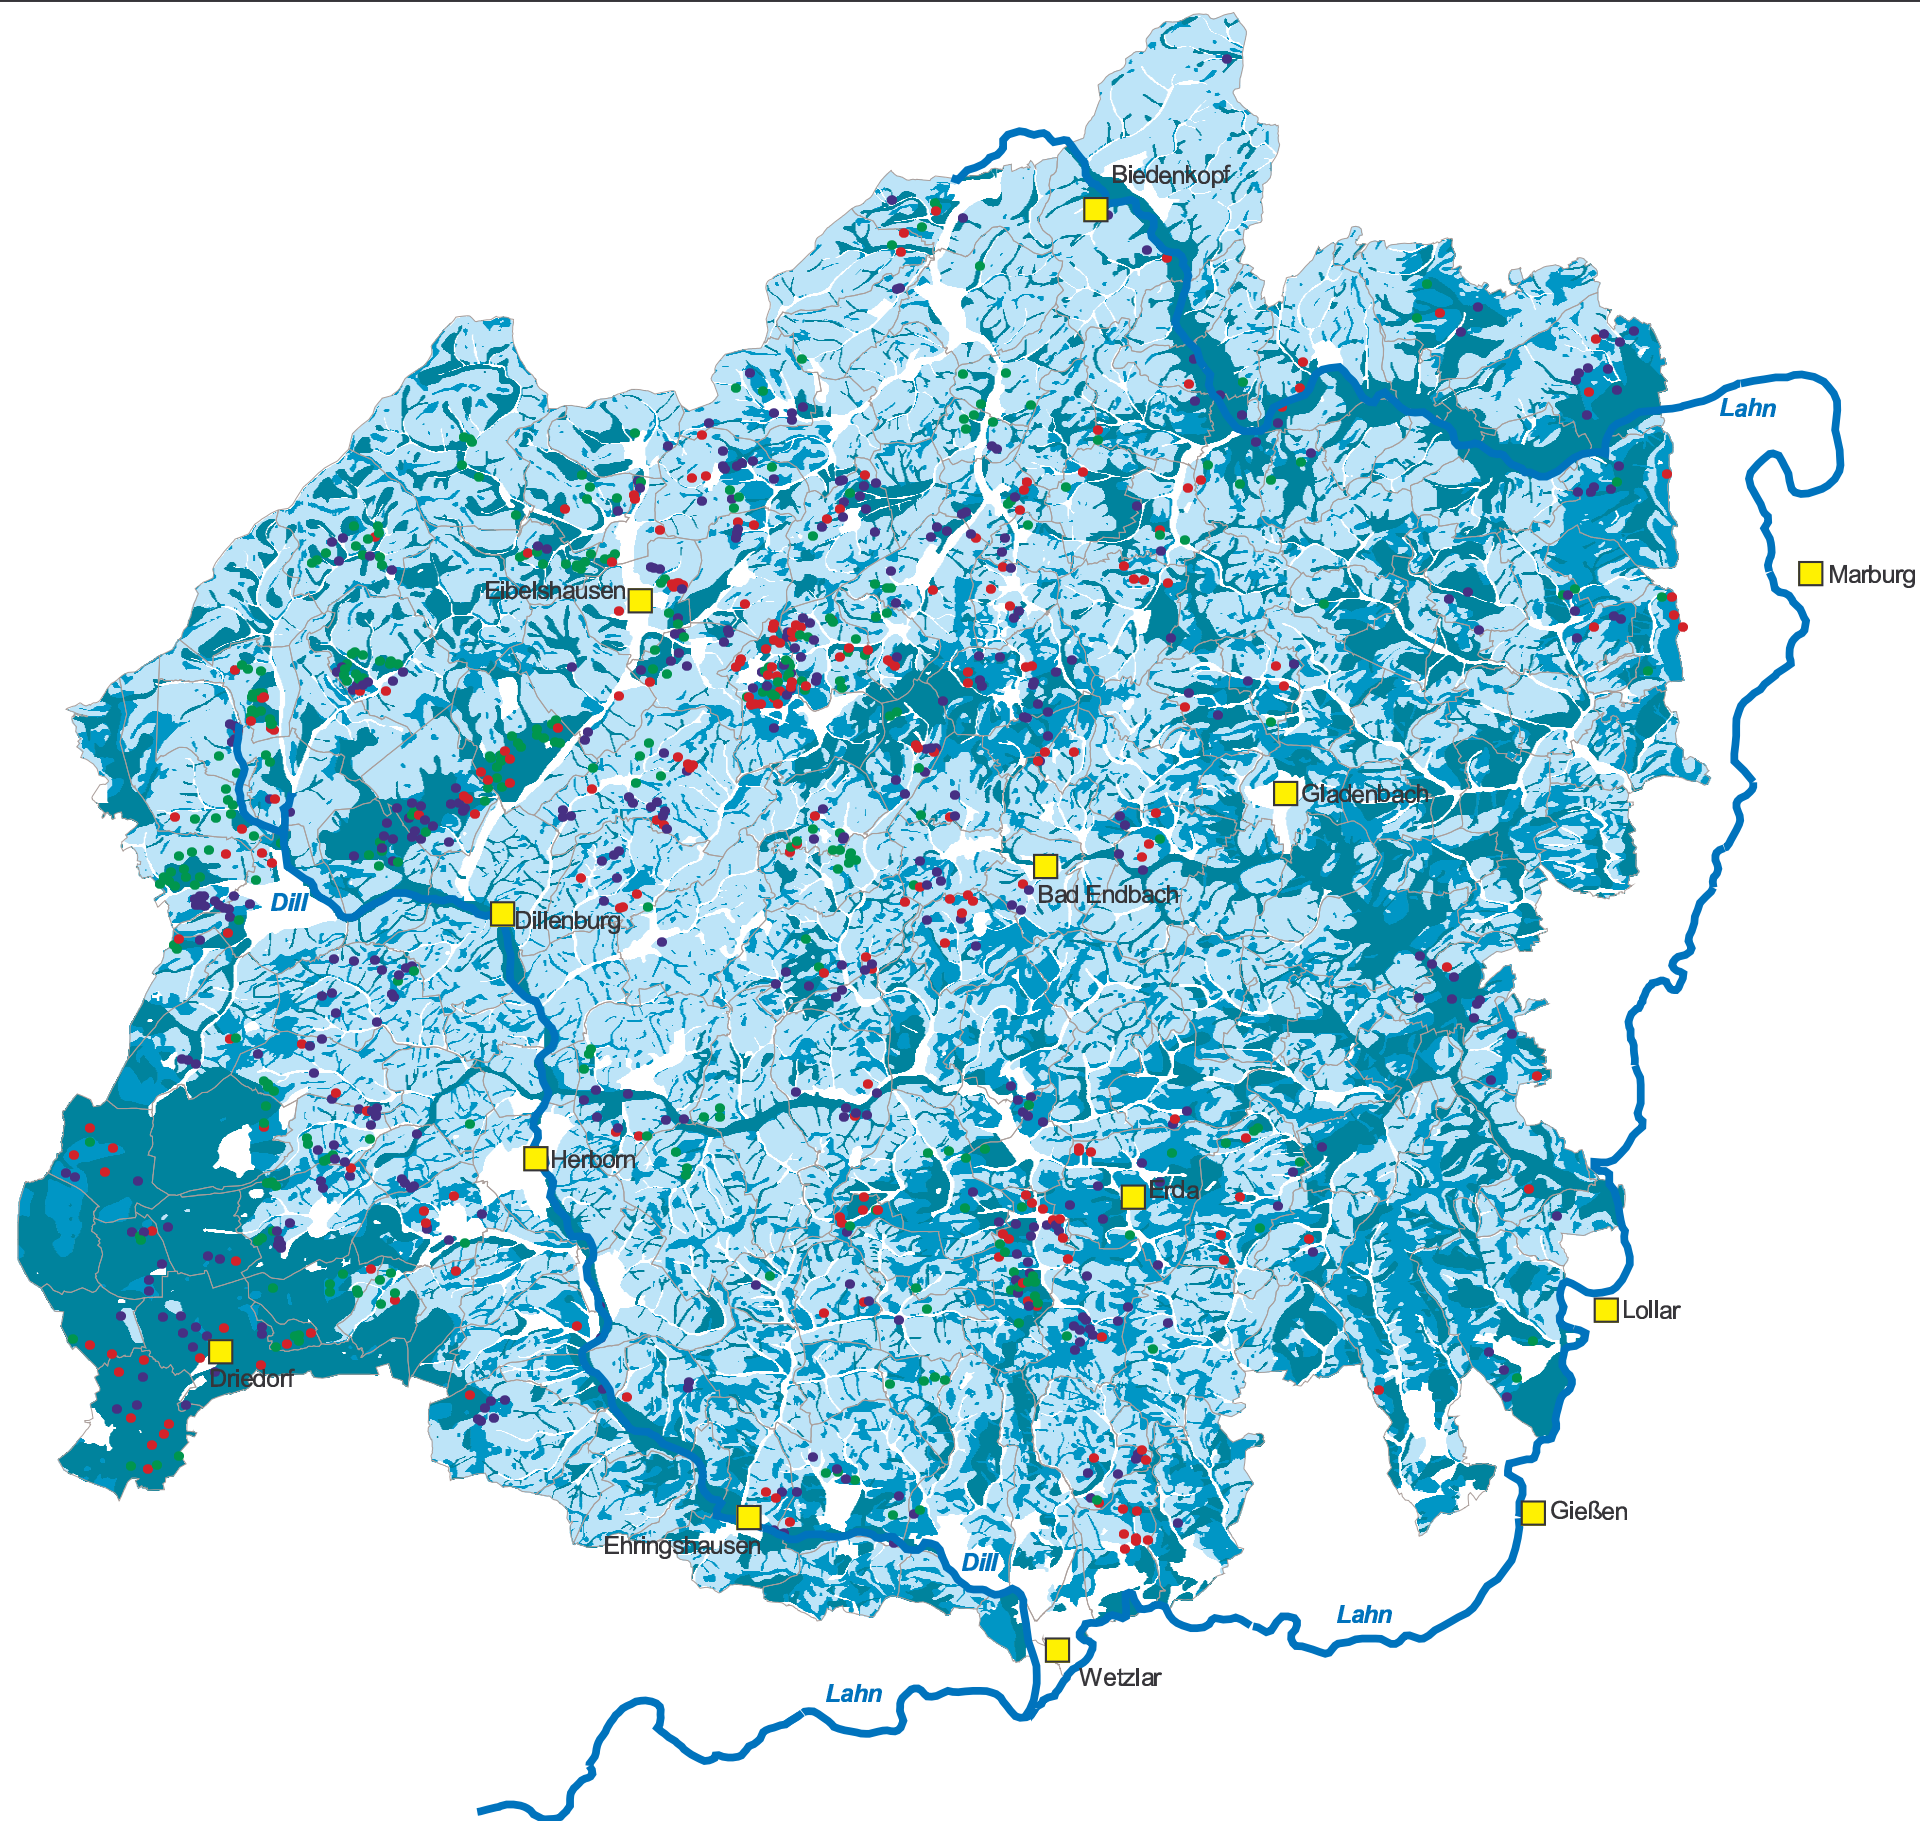 Biedenkopf
Lahn
Marburg
Eibelshausen
Gladenbach
Bad Endbach
Dill
Dillenburg
Herborn
Erda
Lollar
Driedorf
Gießen
Ehringshausen
Dill
Lahn
Wetzlar
Lahn